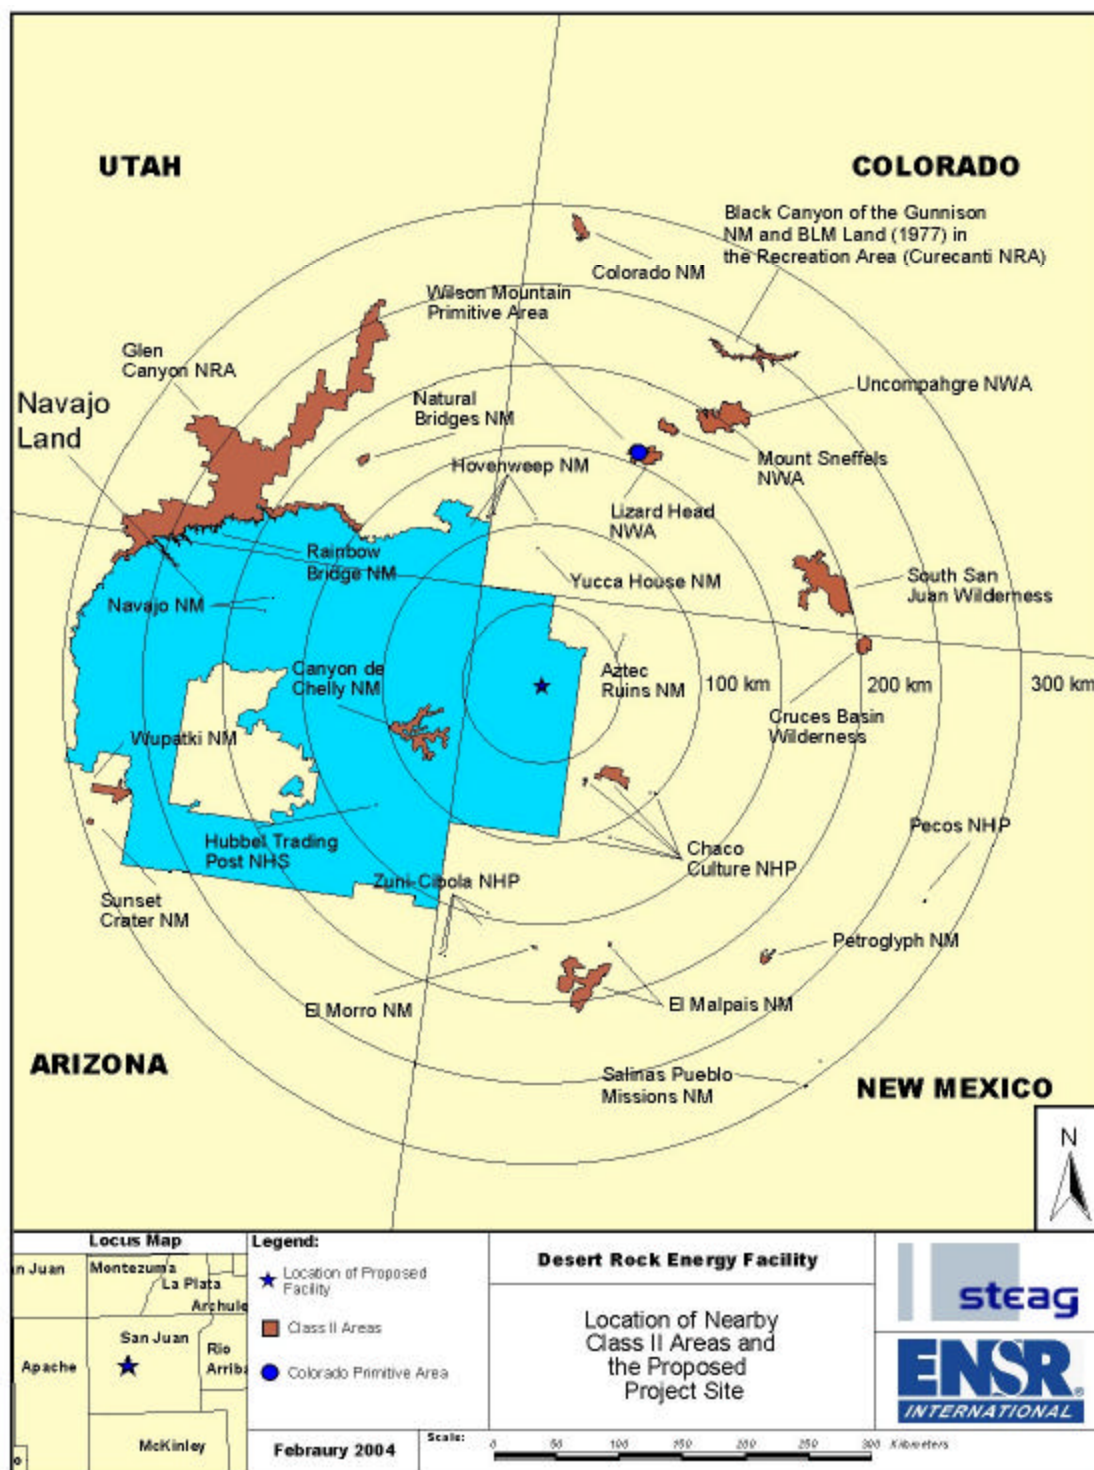 UTAH
COLORADO
Black Canyon of the Gunnison
NM and BLM Land (1977) in
the Recreation Area (Curecanti NRA)
Colorado NM
Wilson Mountain
Primitive Area
Glen
Canyon NRA
Uncompahgre NWA
Navajo
Land
Natural
Bridges NM
Hovenweep NM
Mount Sneffels
NWA
Lizard Head
NWA
Rainbow
Bridge NM
Yucca House NM
South San
Juan Wilderness
Navajo NM
Canyon de
Chelly NM
Aztec
Ruins NM
100 km
200 km
300 km
Cruces Basin
Wilderness
Wupatki NM
Pecos NHP
Hubbel Trading
Post NHS
Chaco
Culture NHP
Zuni-Cibola NHP
Sunset
Crater NM
Petroglyph NM
El Morro NM
El Malpais NM
ARIZONA
Salinas Pueblo
Missions NM
NEW MEXICO
N
Locus Map
n Juan
Montezuma
La Plata
Archule
San Juan
Rio
Arriba
Apache
McKinley
o
Legend:
Location of Proposed
Facility
Class II Areas
Colorado Primitive Area
Febraury 2004
Desert Rock Energy Facility
Location of Nearby
Class II Areas and
the Proposed
Project Site
Scale:
0 50 100 150 200 250 300 Kilometers
steag
ENSR®
INTERNATIONAL